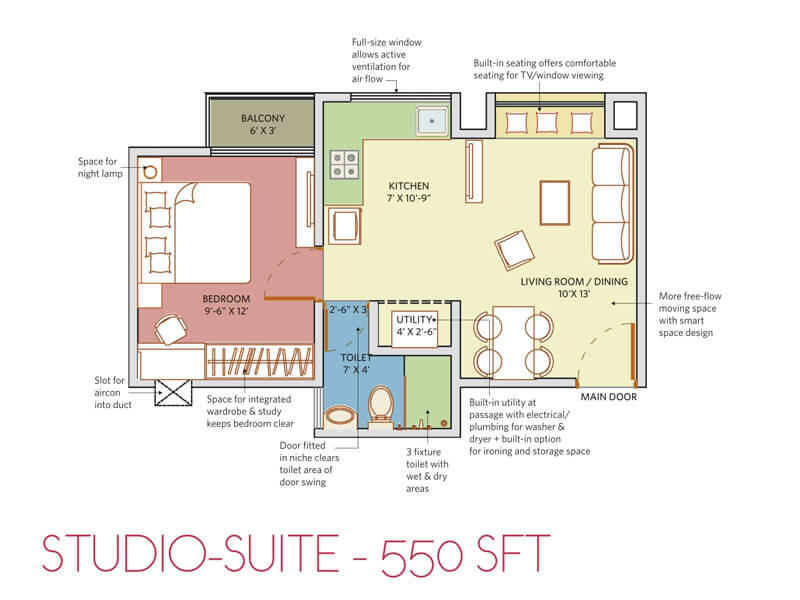 Full-size window
allows active
ventilation for
air flow
Built-in seating offers comfortable
seating for TV/window viewing
BALCONY
6' X 3'
Space for
night lamp
KITCHEN
7' X 10'-9"
LIVING ROOM / DINING
10'X 13'
BEDROOM
9'-6" X 12'
2'-6" X 3
UTILITY
4' X 2'-6"
More free-flow
moving space
with smart
space design
TOILET
7' X 4'
Slot for
aircon
into duct
Space for integrated
wardrobe & study
keeps bedroom clear
MAIN DOOR
Built-in utility at
passage with electrical/
plumbing for washer &
dryer + built-in option
for ironing and storage space
Door fitted
in niche clears
toilet area of
door swing
3 fixture
toilet with
wet & dry
areas
STUDIO-SUITE - 550 SFT